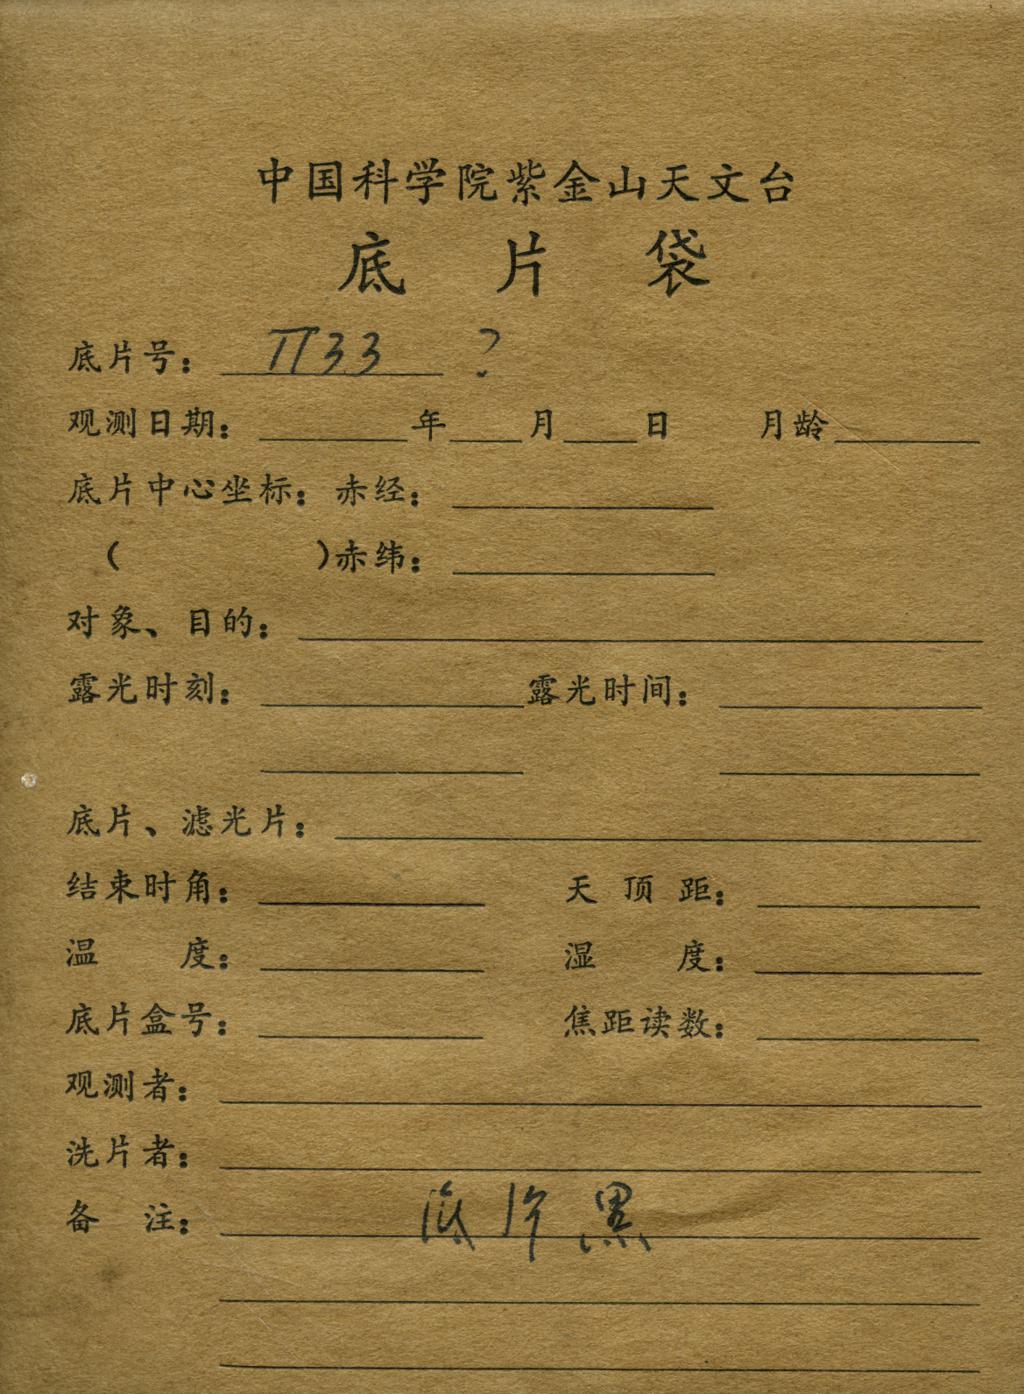 中国科学院紫金山天文台
底片袋
底片号： Π33 ？
观测日期： 年 月 日 月龄
底片中心坐标：赤经：
（ ）赤纬：
对象、目的：
露光时刻： 露光时间：
底片、滤光片：
结束时角： 天顶距：
温度： 湿度：
底片盒号： 焦距读数：
观测者：
洗片者：
备注： 底片黑